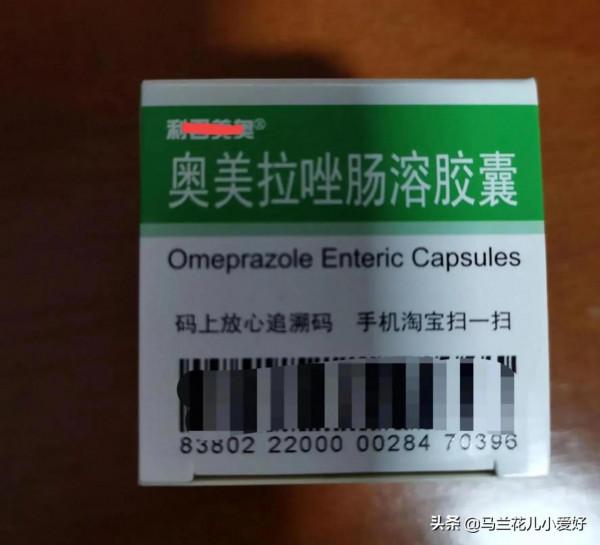 奥美拉唑肠溶胶囊
Omeprazole Enteric Capsules
码上放心追溯码 手机淘宝扫一扫
83802 22000 00284 70396
头条 @马兰花儿小爱好